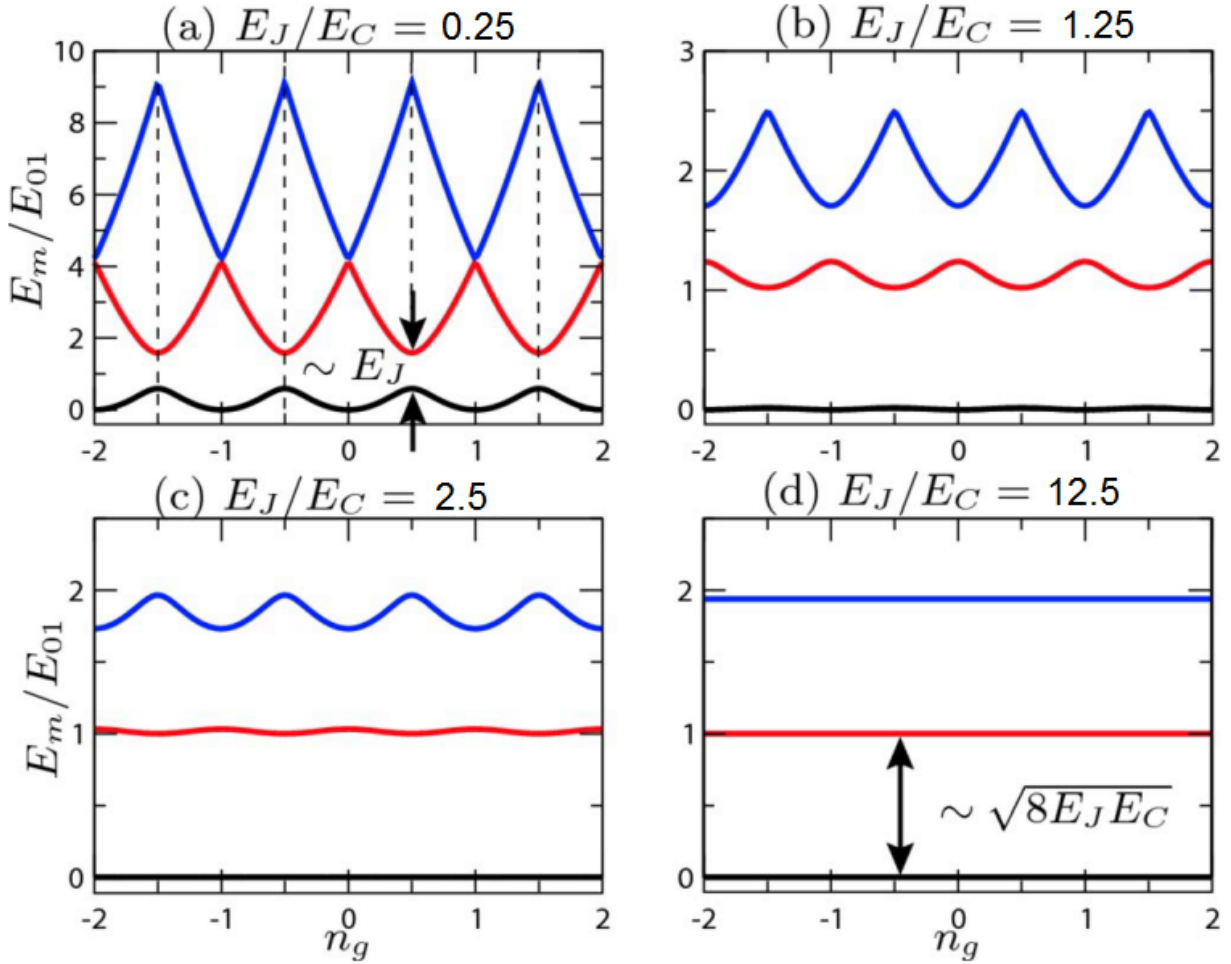 (a) E_J/E_C = 0.25
(b) E_J/E_C = 1.25
E_m/E_01
10
8
6
4
2
0
∼ E_J
-2 -1 0 1 2
3
2
1
0
-2 -1 0 1 2
(c) E_J/E_C = 2.5
(d) E_J/E_C = 12.5
E_m/E_01
2
1
0
-2 -1 0 1 2
n_g
2
1
0
∼ √8E_JE_C
-2 -1 0 1 2
n_g